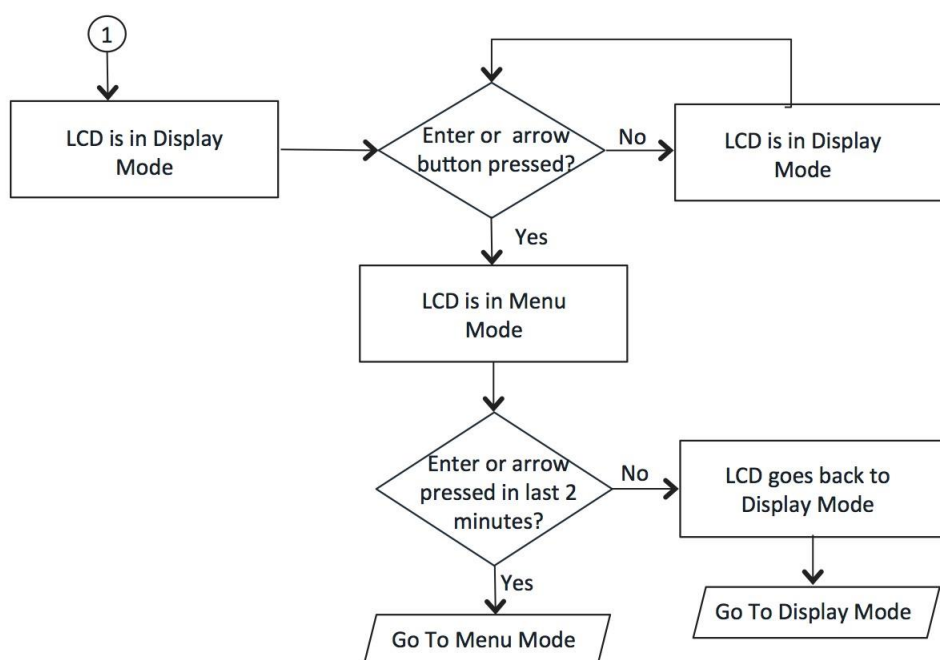 1
LCD is in Display
Mode
Enter or arrow
button pressed?
No
LCD is in Display
Mode
Yes
LCD is in Menu
Mode
Enter or arrow
pressed in last 2
minutes?
No
LCD goes back to
Display Mode
Yes
Go To Menu Mode
Go To Display Mode